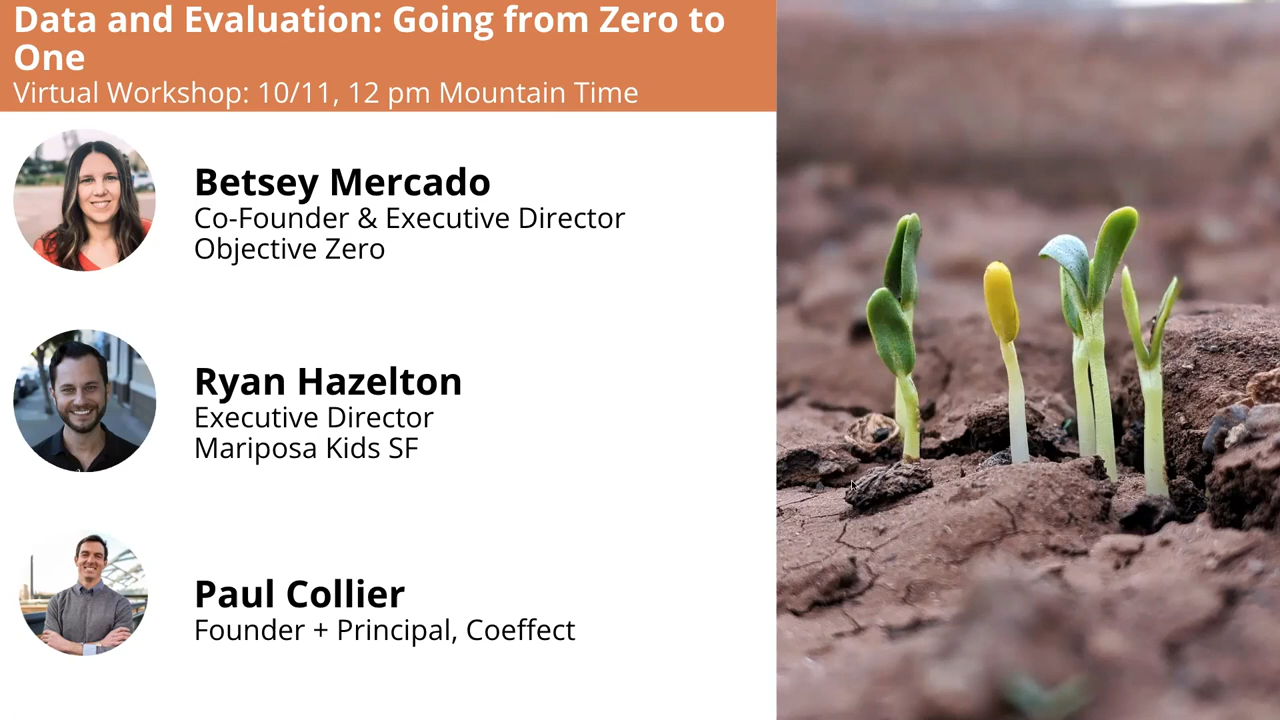 Data and Evaluation: Going from Zero to
One
Virtual Workshop: 10/11, 12 pm Mountain Time
Betsey Mercado
Co-Founder & Executive Director
Objective Zero
Ryan Hazelton
Executive Director
Mariposa Kids SF
Paul Collier
Founder + Principal, Coeffect